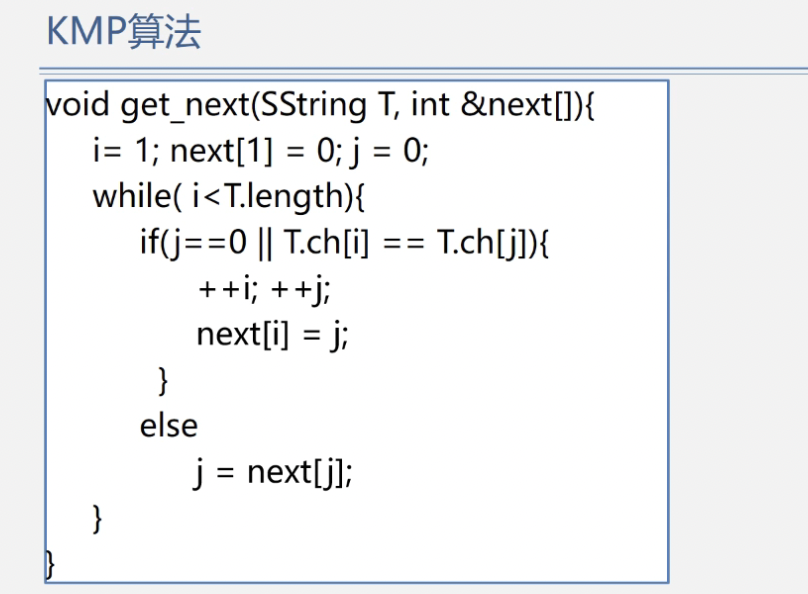 KMP算法
void get_next(SString T, int &next[]){
i= 1; next[1] = 0; j = 0;
while( i<T.length){
if(j==0 || T.ch[i] == T.ch[j]){
++i; ++j;
next[i] = j;
}
else
j = next[j];
}
}